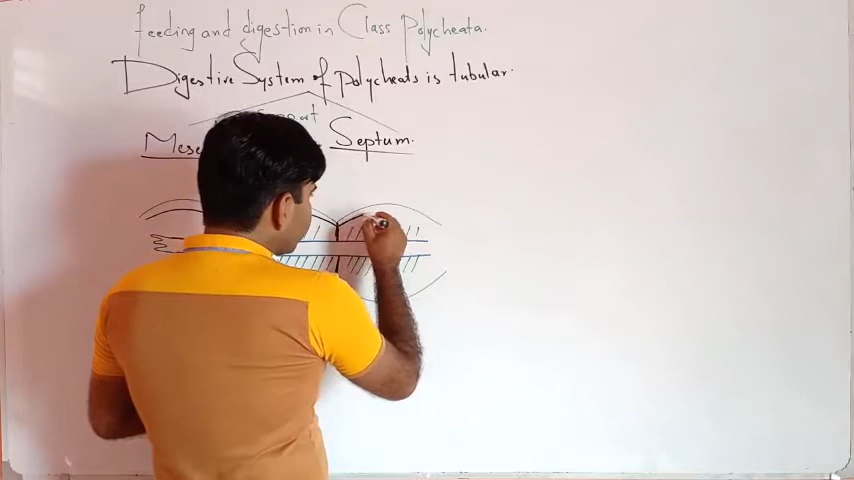 feeding and digestion in Class Polycheata.
Digestive System of polycheats is tubular.
Septum.